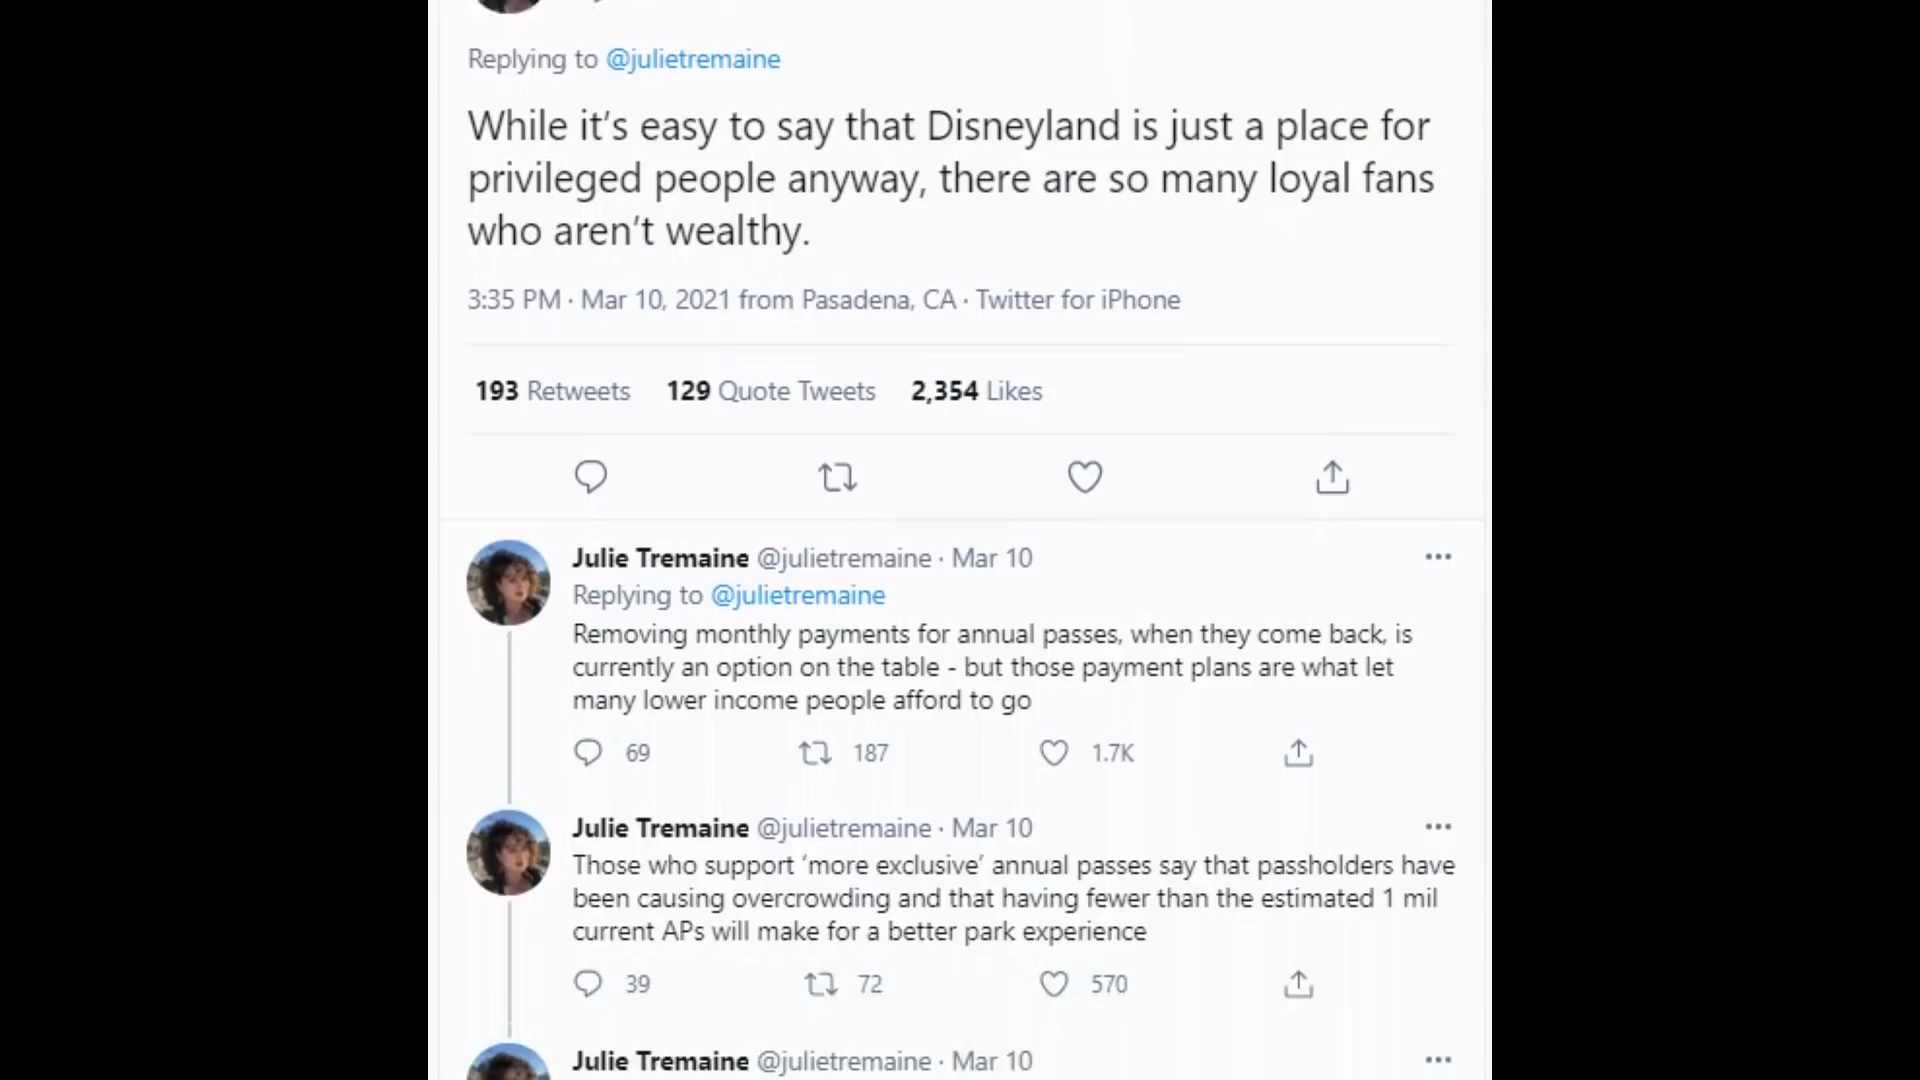 Replying to @julietremaine
While it’s easy to say that Disneyland is just a place for
privileged people anyway, there are so many loyal fans
who aren’t wealthy.
3:35 PM · Mar 10, 2021 from Pasadena, CA · Twitter for iPhone
193 Retweets 129 Quote Tweets 2,354 Likes
Julie Tremaine @julietremaine · Mar 10
Replying to @julietremaine
Removing monthly payments for annual passes, when they come back, is
currently an option on the table - but those payment plans are what let
many lower income people afford to go
69 187 1.7K
Julie Tremaine @julietremaine · Mar 10
Those who support ‘more exclusive’ annual passes say that passholders have
been causing overcrowding and that having fewer than the estimated 1 mil
current APs will make for a better park experience
39 72 570
Julie Tremaine @julietremaine · Mar 10